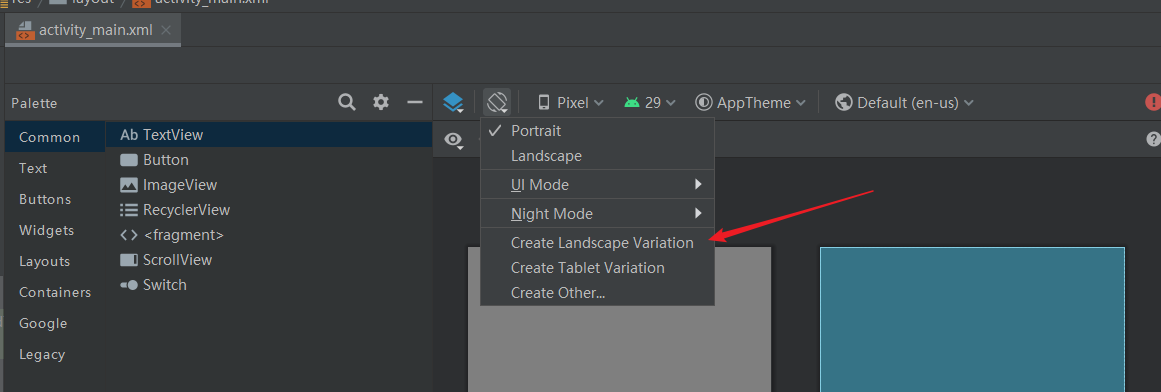 res layout activity_main.xml
activity_main.xml
Palette
Pixel 29 AppTheme Default (en-us)
Common
Text
Buttons
Widgets
Layouts
Containers
Google
Legacy
Ab TextView
Button
ImageView
RecyclerView
<fragment>
ScrollView
Switch
Portrait
Landscape
UI Mode
Night Mode
Create Landscape Variation
Create Tablet Variation
Create Other...